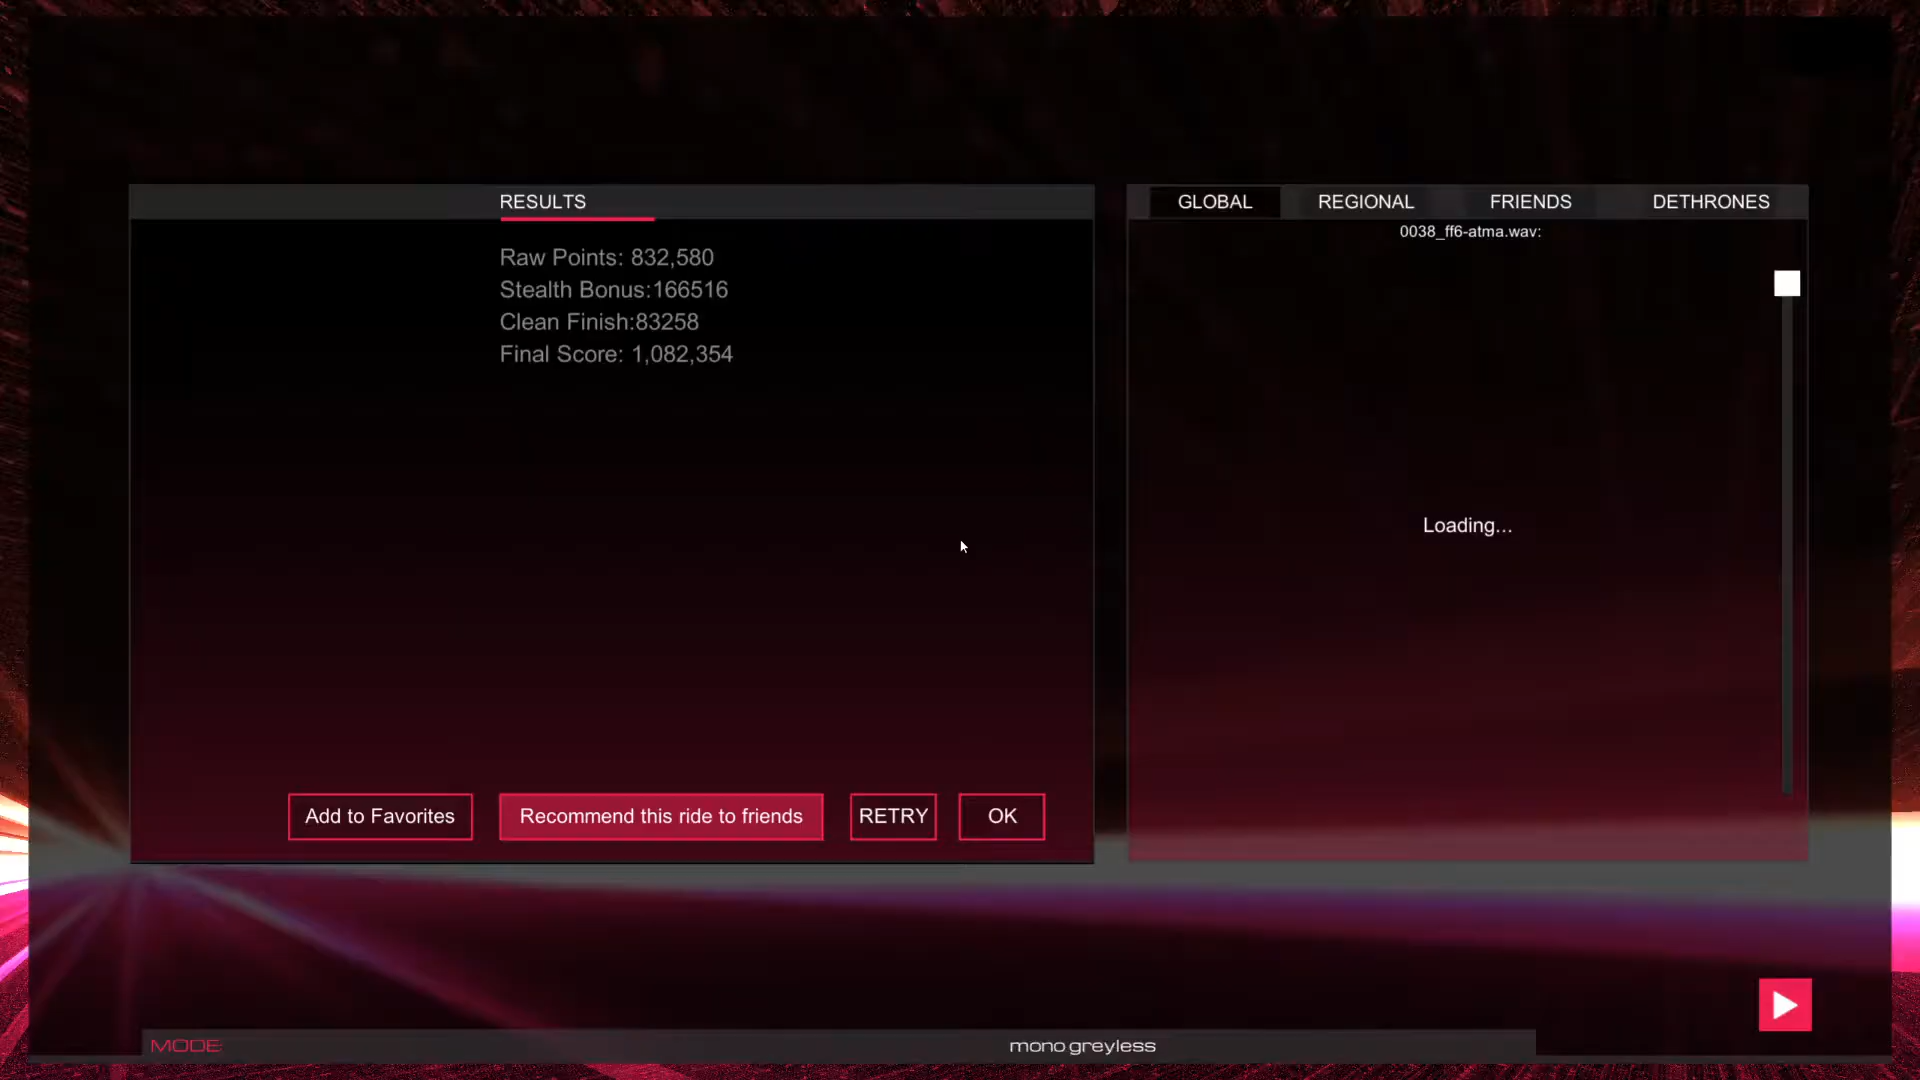 RESULTS
Raw Points: 832,580
Stealth Bonus:166516
Clean Finish:83258
Final Score: 1,082,354
Add to Favorites
Recommend this ride to friends
RETRY
OK
GLOBAL
REGIONAL
FRIENDS
DETHRONES
0038_ff6-atma.wav:
Loading...
MODE:
mono greyless